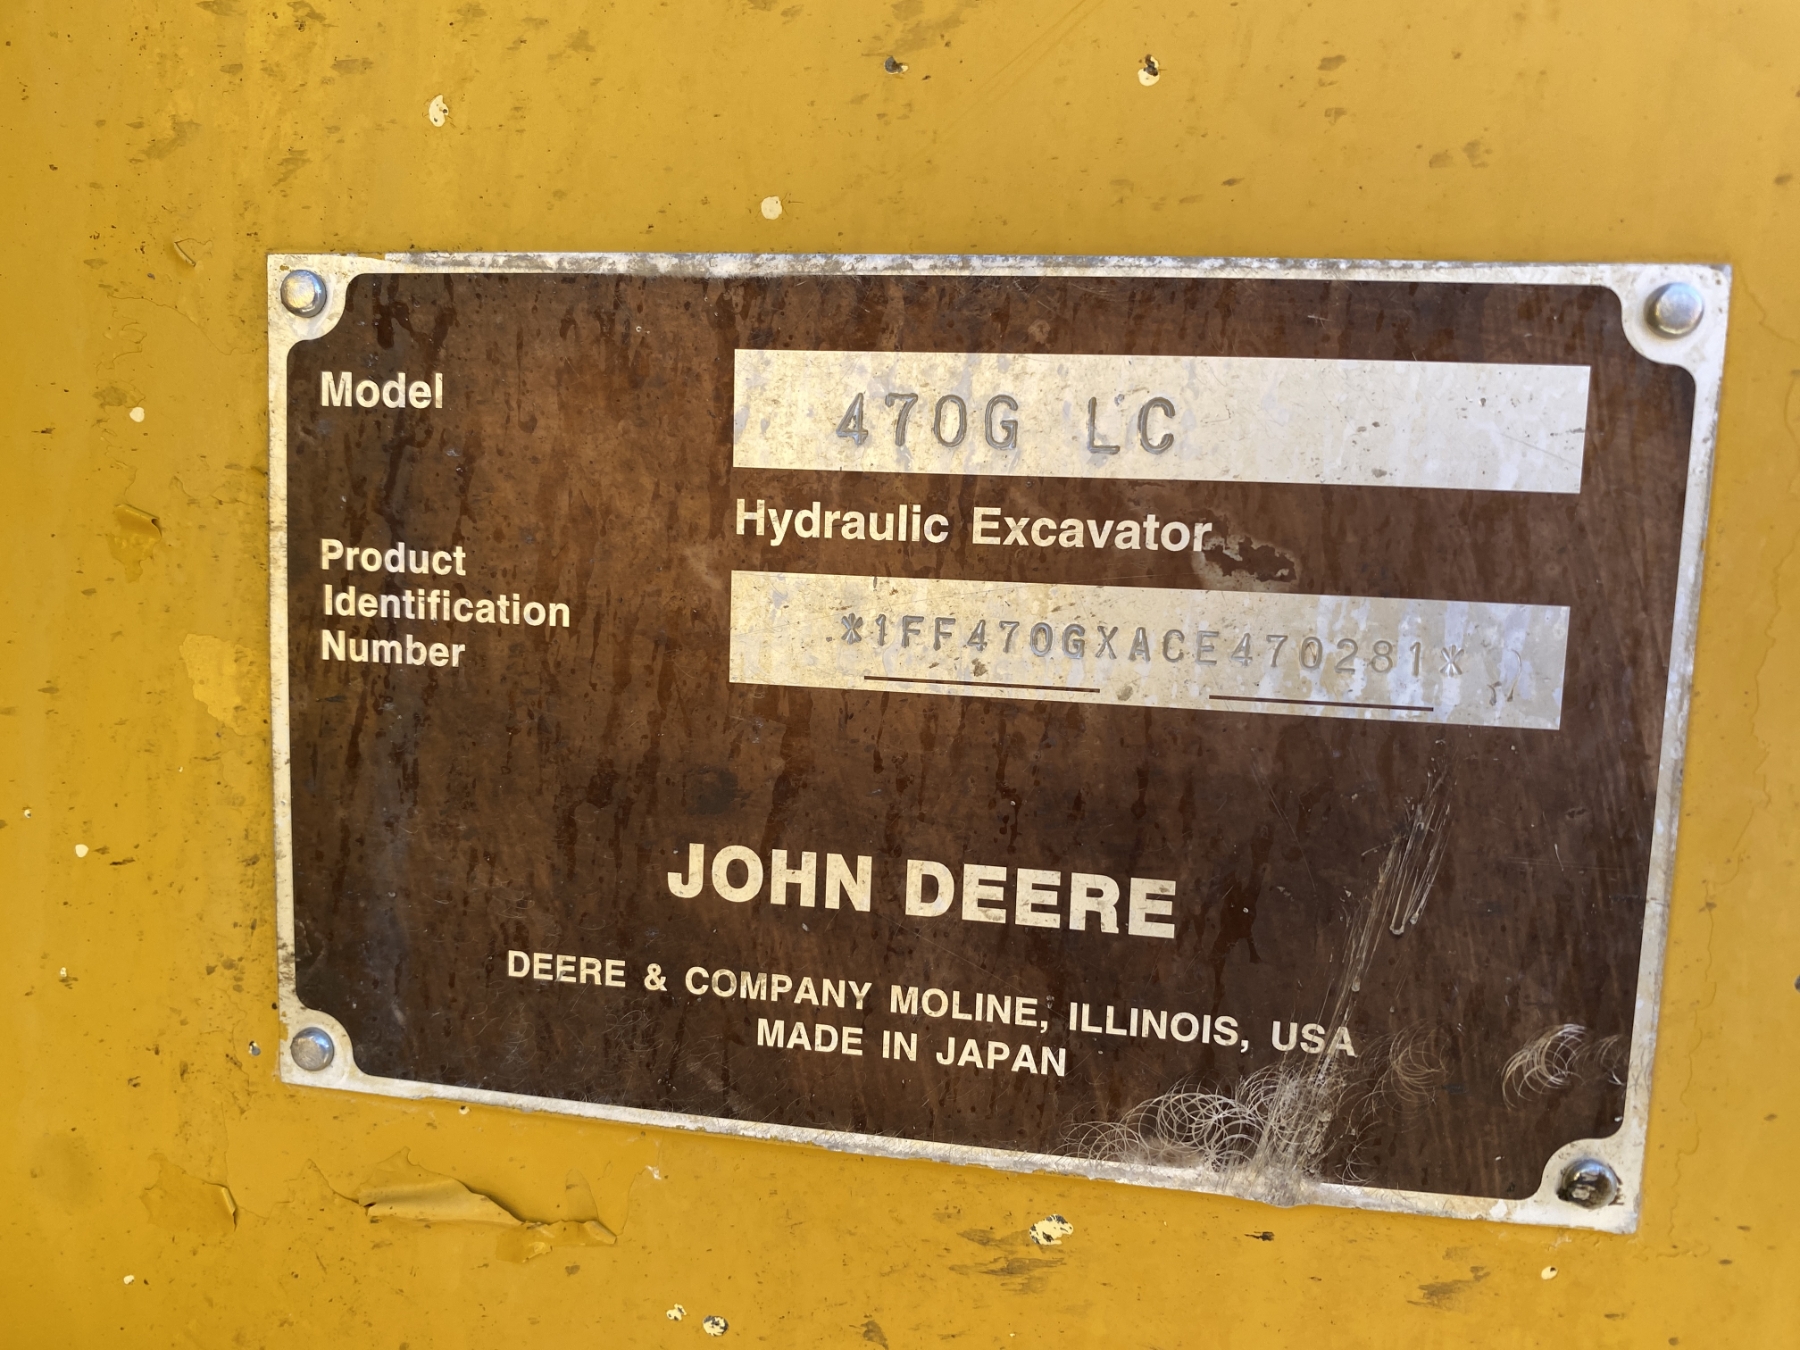 Model
470G LC
Hydraulic Excavator
Product
Identification
Number
*1FF470GXACE470281*
JOHN DEERE
DEERE & COMPANY MOLINE, ILLINOIS, USA
MADE IN JAPAN